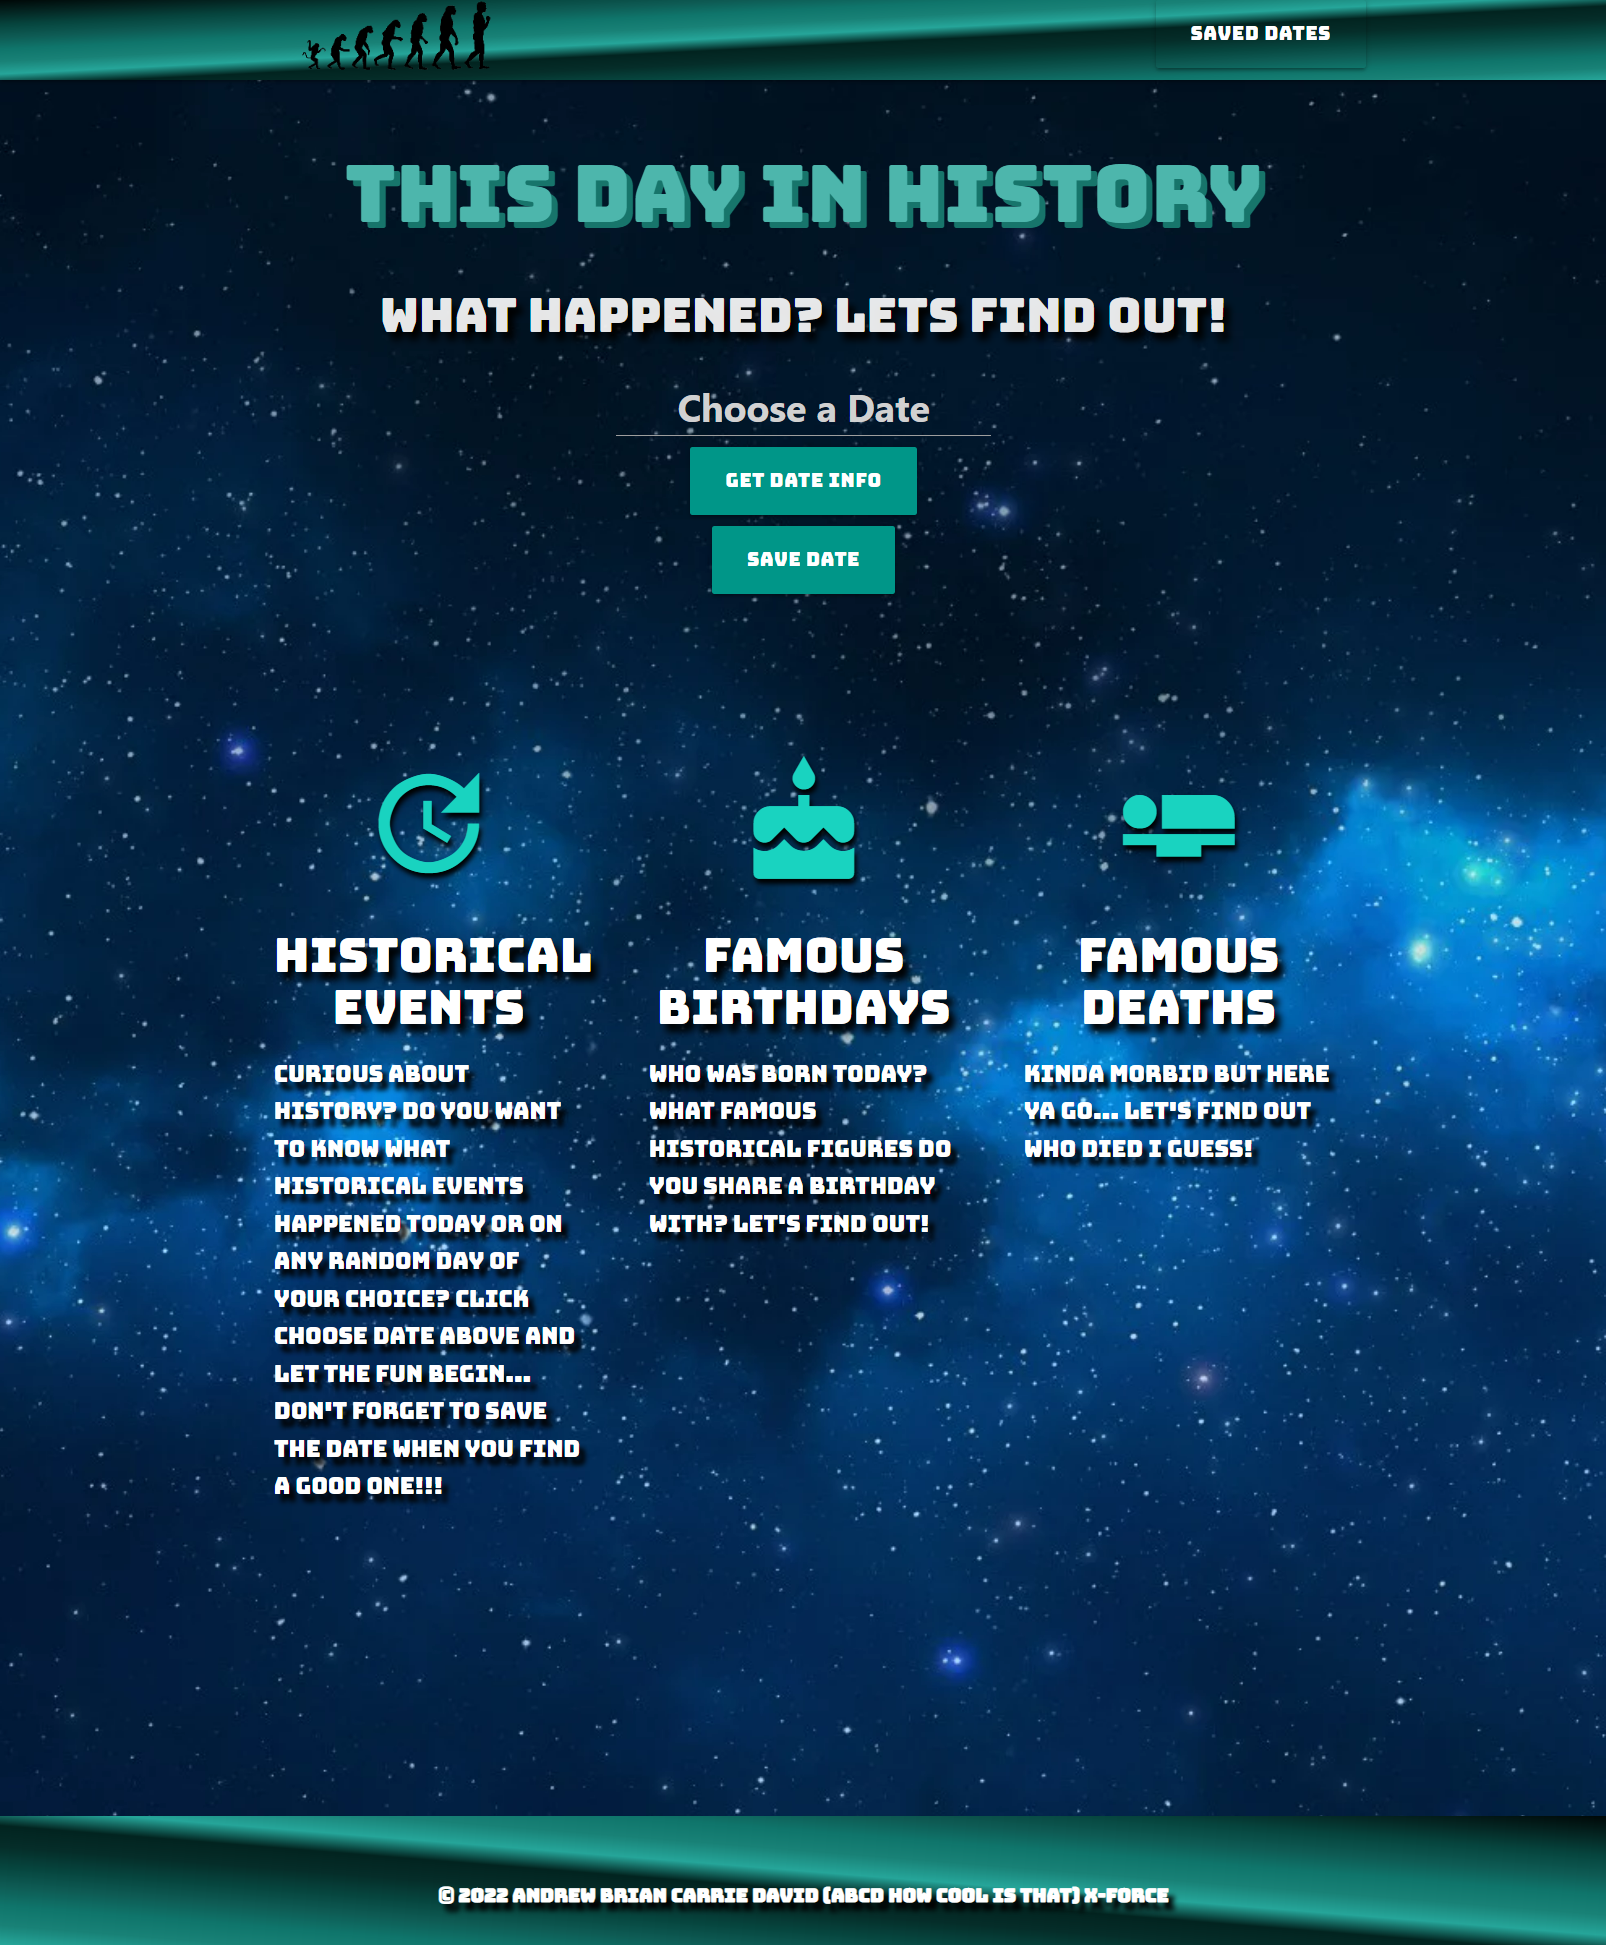 SAVED DATES
THIS DAY IN HISTORY
WHAT HAPPENED? LETS FIND OUT!
Choose a Date
GET DATE INFO
SAVE DATE
HISTORICAL
EVENTS
CURIOUS ABOUT
HISTORY? DO YOU WANT
TO KNOW WHAT
HISTORICAL EVENTS
HAPPENED TODAY OR ON
ANY RANDOM DAY OF
YOUR CHOICE? CLICK
CHOOSE DATE ABOVE AND
LET THE FUN BEGIN...
DON'T FORGET TO SAVE
THE DATE WHEN YOU FIND
A GOOD ONE!!!
FAMOUS
BIRTHDAYS
WHO WAS BORN TODAY?
WHAT FAMOUS
HISTORICAL FIGURES DO
YOU SHARE A BIRTHDAY
WITH? LET'S FIND OUT!
FAMOUS
DEATHS
KINDA MORBID BUT HERE
YA GO... LET'S FIND OUT
WHO DIED I GUESS!
© 2022 ANDREW BRIAN CARRIE DAVID (ABCD HOW COOL IS THAT) X-FORCE